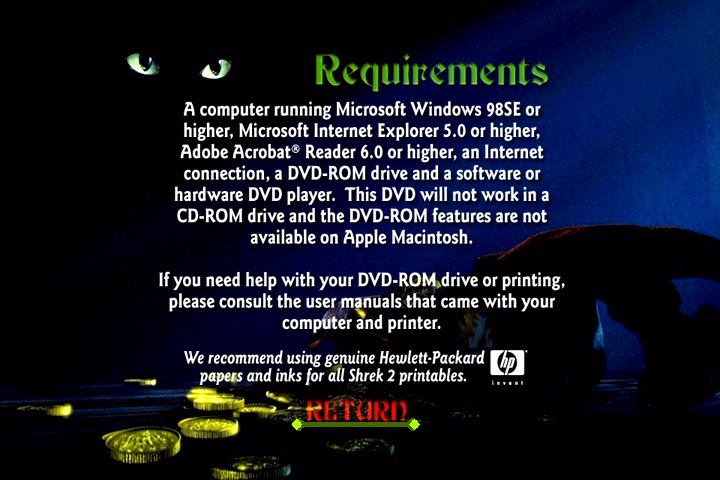 Requirements
A computer running Microsoft Windows 98SE or
higher, Microsoft Internet Explorer 5.0 or higher,
Adobe Acrobat® Reader 6.0 or higher, an Internet
connection, a DVD-ROM drive and a software or
hardware DVD player.  This DVD will not work in a
CD-ROM drive and the DVD-ROM features are not
available on Apple Macintosh.
If you need help with your DVD-ROM drive or printing,
please consult the user manuals that came with your
computer and printer.
We recommend using genuine Hewlett-Packard
papers and inks for all Shrek 2 printables.
hp
invent
RETURN